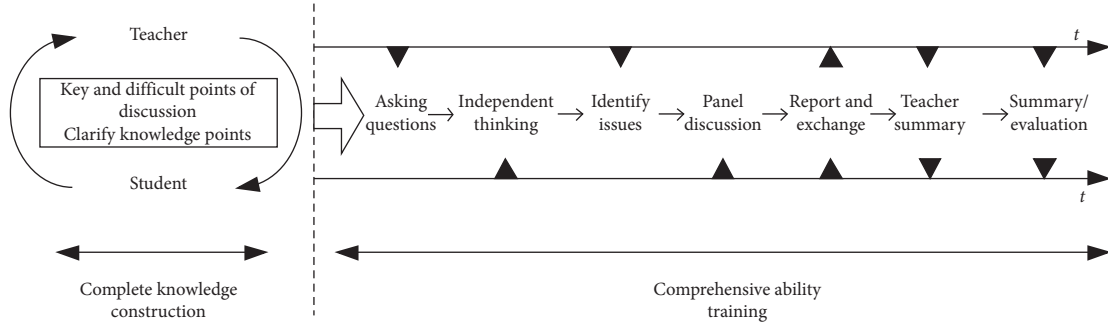 Teacher
Key and difficult points of
discussion
Clarify knowledge points
Student
Complete knowledge
construction
t
Asking
questions
Independent
thinking
Identify
issues
Panel
discussion
Report and
exchange
Teacher
summary
Summary/
evaluation
t
Comprehensive ability
training